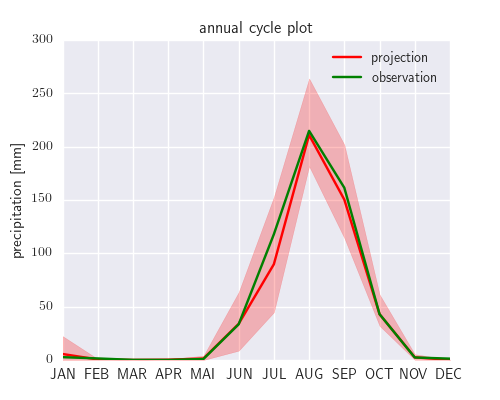 annual cycle plot
300
projection
observation
250
200
150
100
50
0
precipitation [mm]
JAN FEB MAR APR MAI JUN JUL AUG SEP OCT NOV DEC